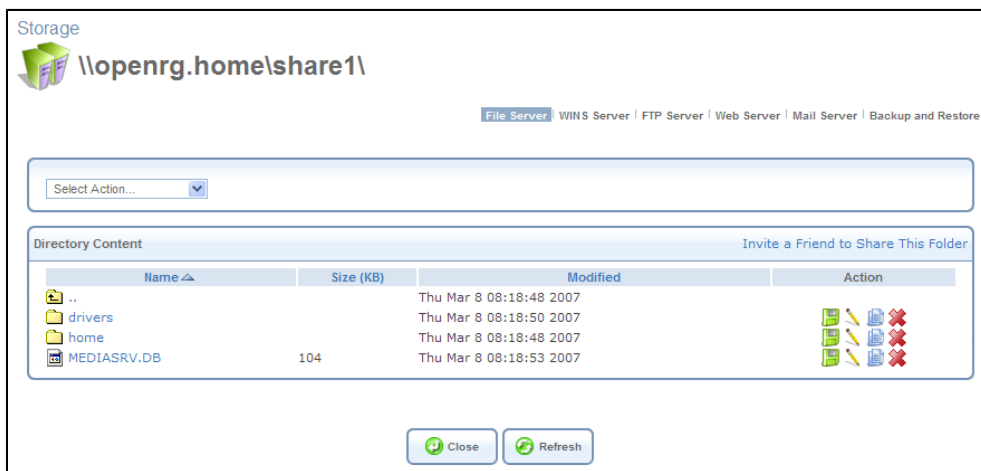 Storage
\\openrg.home\share1\
File Server | WINS Server | FTP Server | Web Server | Mail Server | Backup and Restore
Select Action...
Directory Content Invite a Friend to Share This Folder
Name Size (KB) Modified Action
.. Thu Mar 8 08:18:48 2007
drivers Thu Mar 8 08:18:50 2007
home Thu Mar 8 08:18:48 2007
MEDIASRV.DB 104 Thu Mar 8 08:18:53 2007
Close Refresh